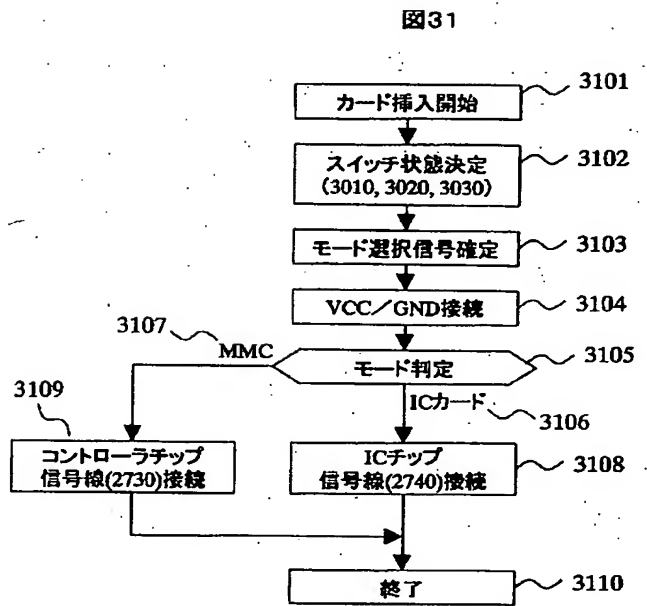 図31
カード挿入開始
3101
スイッチ状態決定
(3010, 3020, 3030)
3102
モード選択信号確定
3103
VCC/GND接続
3104
3107
MMC
モード判定
3105
ICカード
3106
3109
コントローラチップ
信号線(2730)接続
ICチップ
信号線(2740)接続
3108
終了
3110